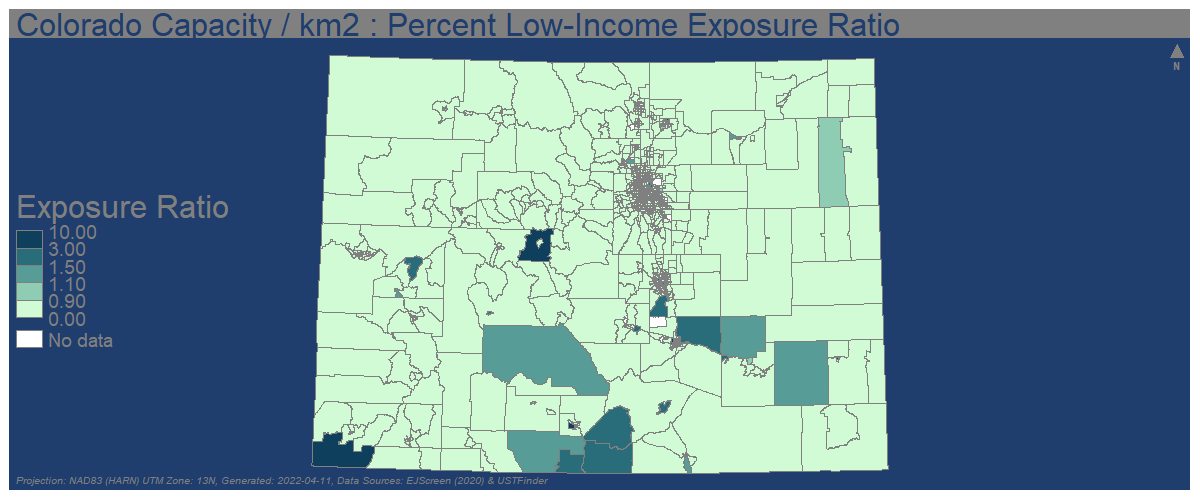 Colorado Capacity / km2 : Percent Low-Income Exposure Ratio
N
Exposure Ratio
10.00
3.00
1.50
1.10
0.90
0.00
No data
Projection: NAD83 (HARN) UTM Zone: 13N, Generated: 2022-04-11, Data Sources: EJScreen (2020) & USTFinder